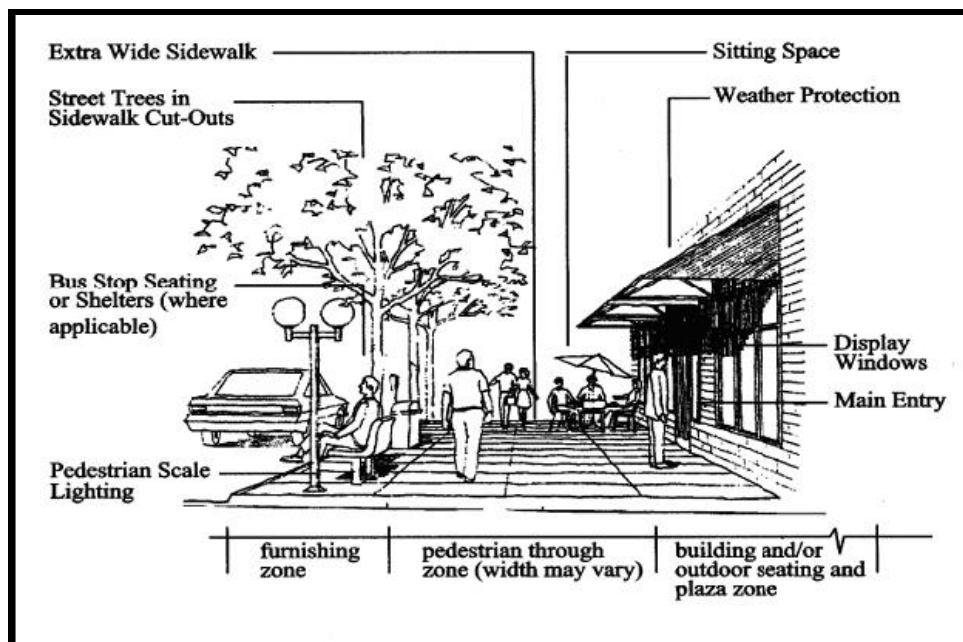 Extra Wide Sidewalk
Street Trees in
Sidewalk Cut-Outs
Bus Stop Seating
or Shelters (where
applicable)
Pedestrian Scale
Lighting
Sitting Space
Weather Protection
Display
Windows
Main Entry
furnishing
zone
pedestrian through
zone (width may vary)
building and/or
outdoor seating and
plaza zone